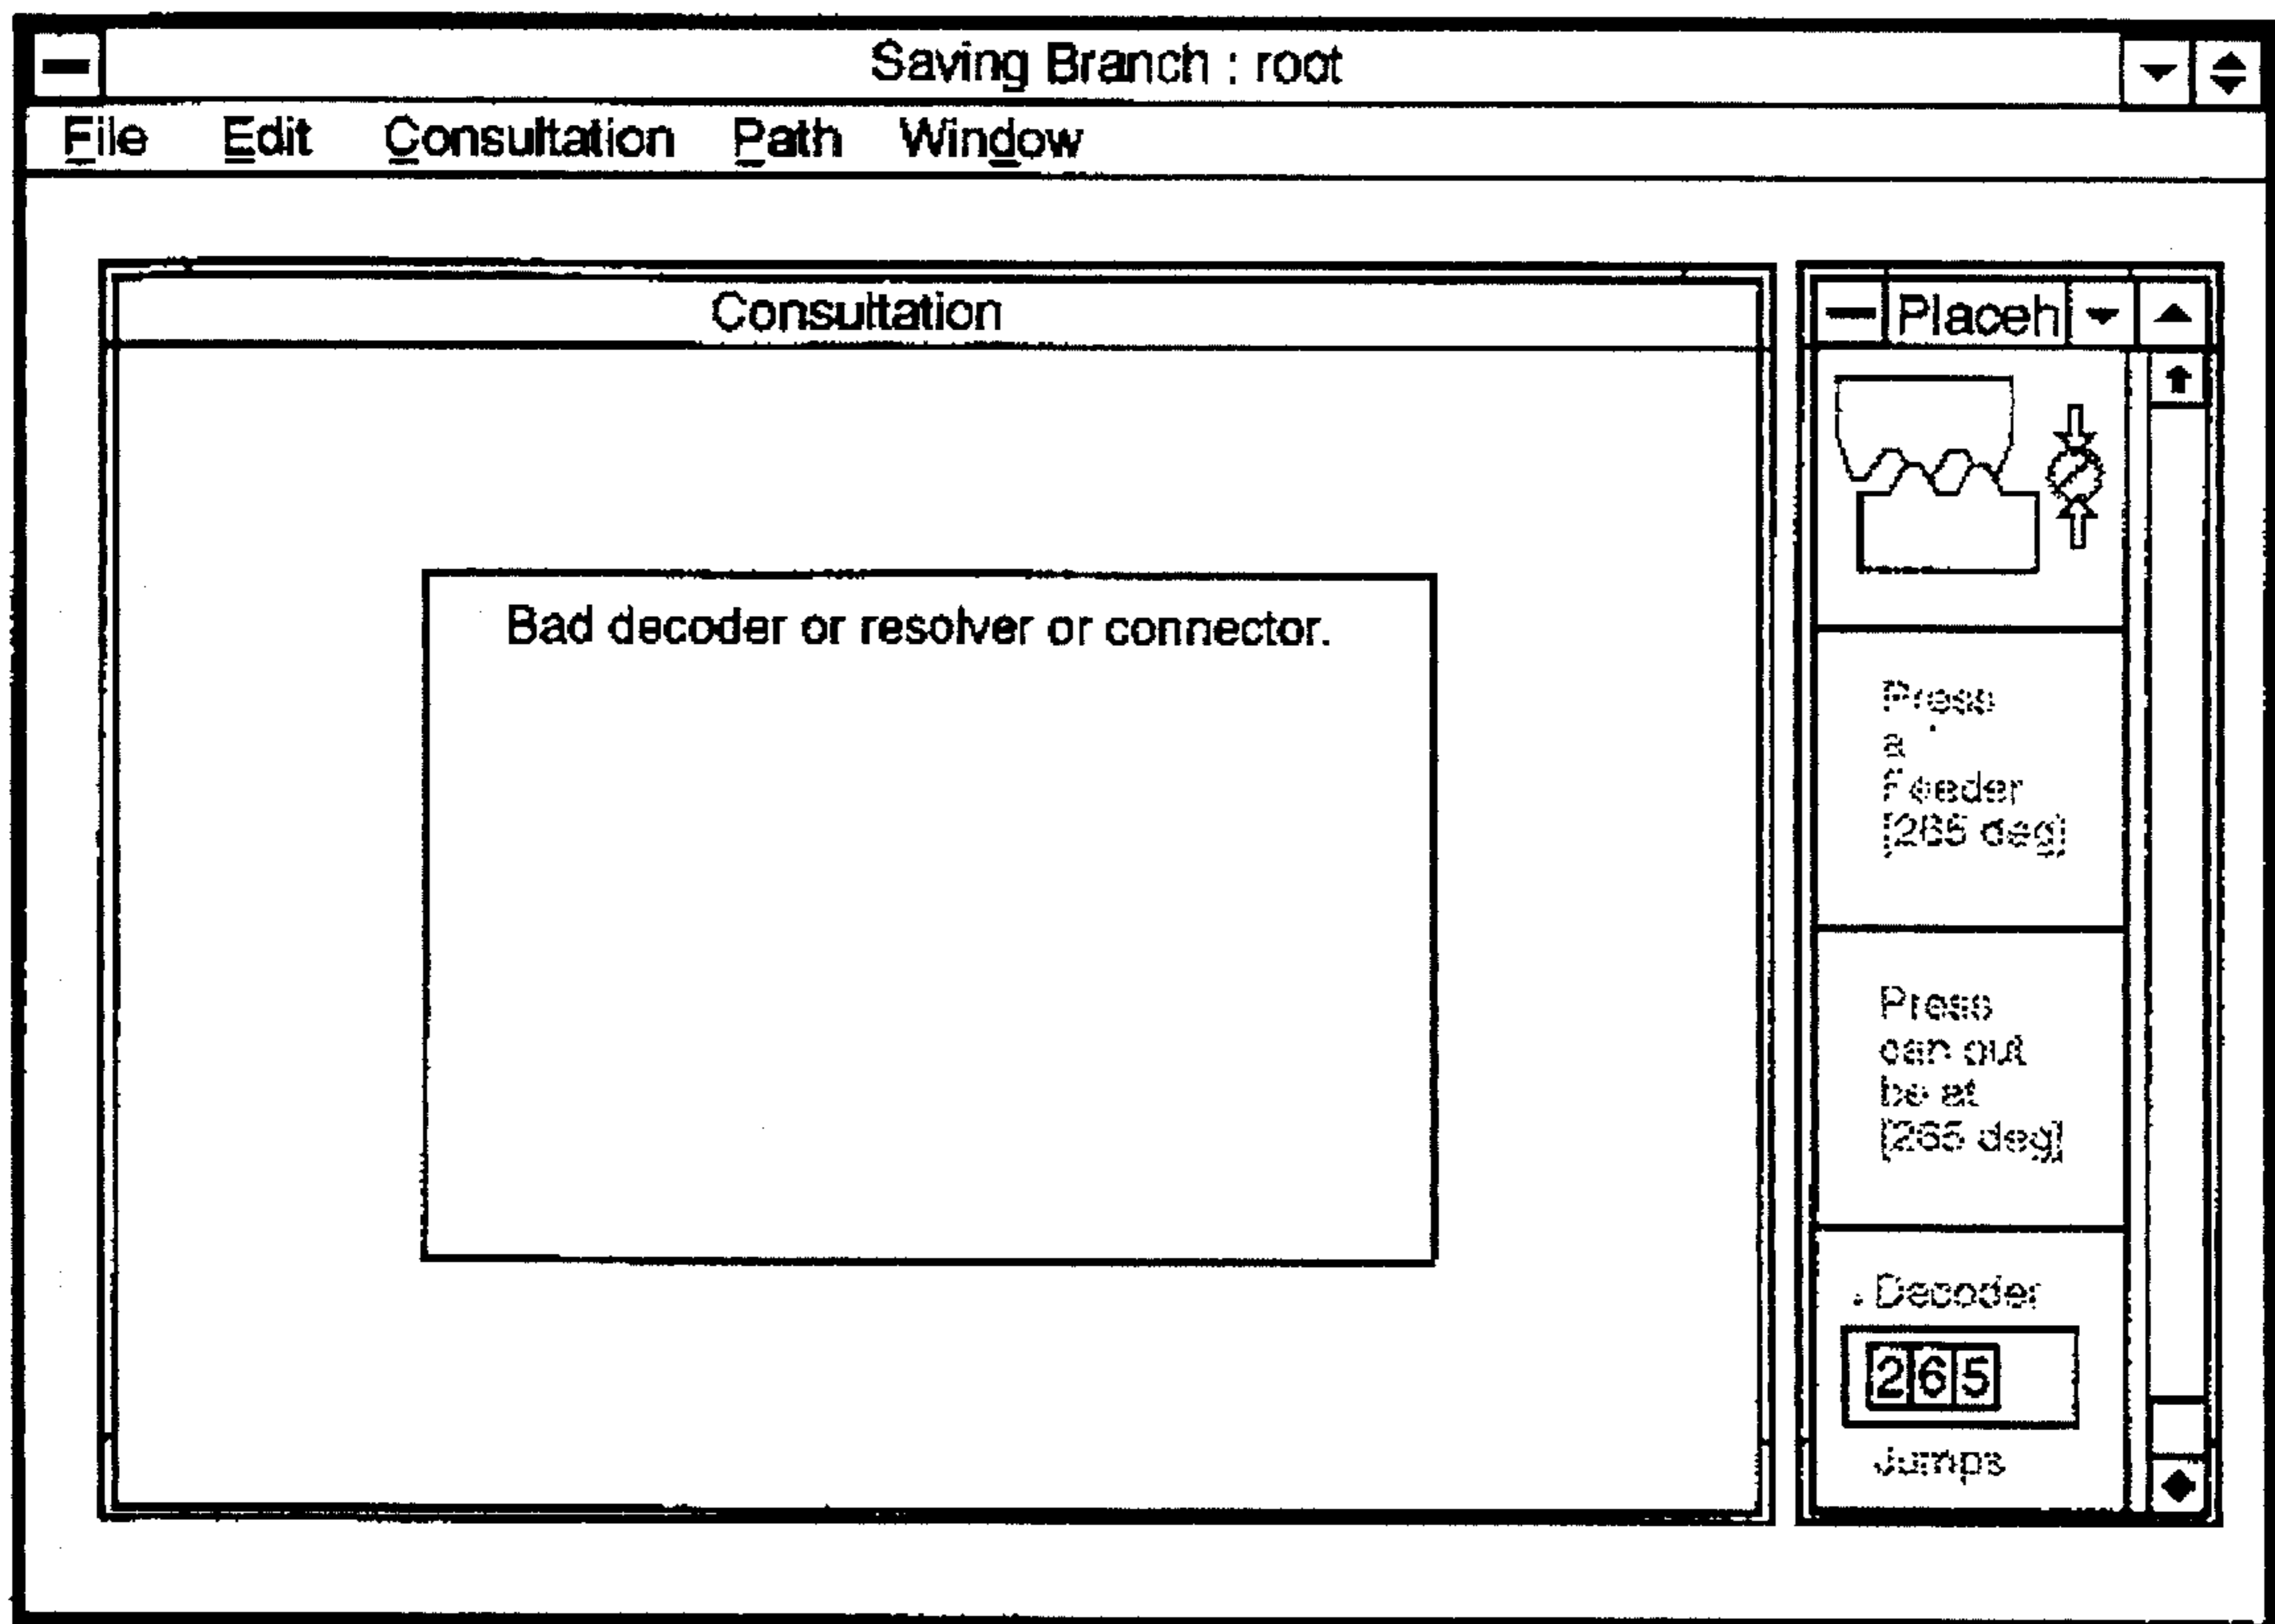 Saving Branch : root
File Edit Consultation Path Window
Consultation
Bad decoder or resolver or connector.
Placeh
Press
Feeder
[265 deg]
Press
can out
be at
[265 deg]
Decoder
265
Jumps